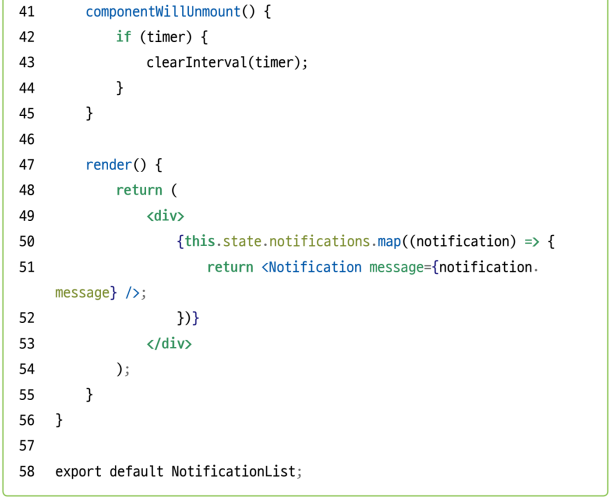 41 componentWillUnmount() {
42 if (timer) {
43 clearInterval(timer);
44 }
45 }
46
47 render() {
48 return (
49 <div>
50 {this.state.notifications.map((notification) => {
51 return <Notification message={notification.
message} />;
52 })}
53 </div>
54 );
55 }
56 }
57
58 export default NotificationList;